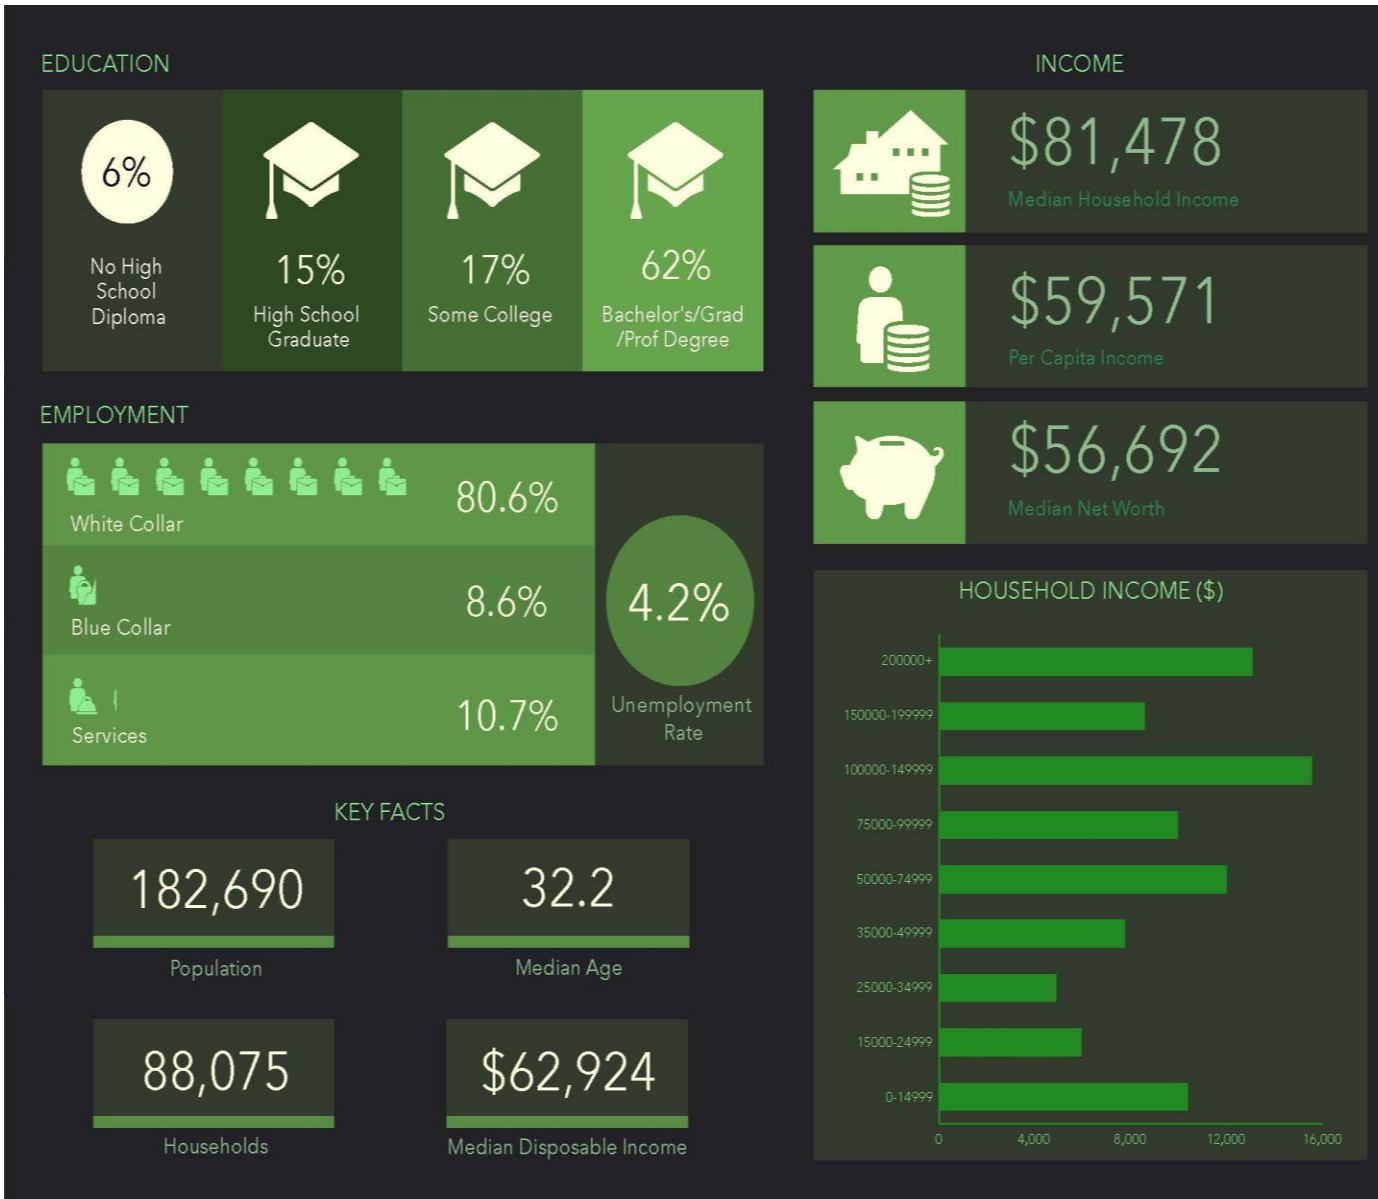 EDUCATION
6%
No High
School
Diploma
15%
High School
Graduate
17%
Some College
62%
Bachelor's/Grad
/Prof Degree
EMPLOYMENT
White Collar
80.6%
Blue Collar
8.6%
Services
10.7%
4.2%
Unemployment
Rate
KEY FACTS
182,690
Population
32.2
Median Age
88,075
Households
$62,924
Median Disposable Income
INCOME
$81,478
Median Household Income
$59,571
Per Capita Income
$56,692
Median Net Worth
HOUSEHOLD INCOME ($)
200000+
150000-199999
100000-149999
75000-99999
50000-74999
35000-49999
25000-34999
15000-24999
0-14999
0 4,000 8,000 12,000 16,000